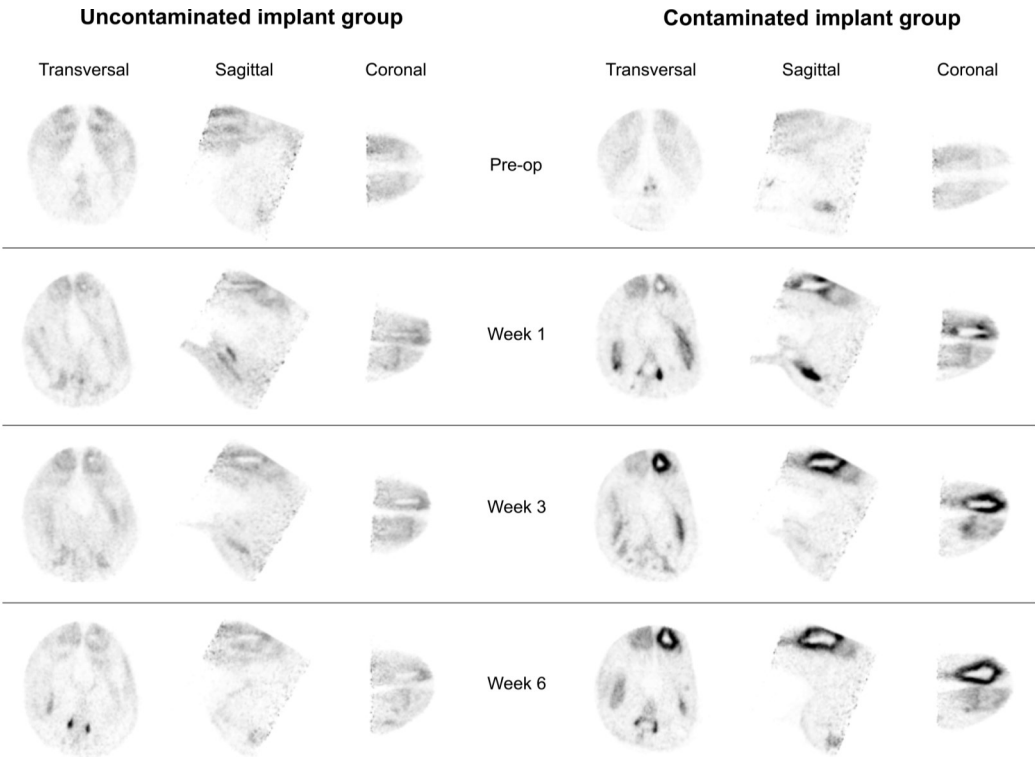 Uncontaminated implant group
Contaminated implant group
Transversal
Sagittal
Coronal
Transversal
Sagittal
Coronal
Pre-op
Week 1
Week 3
Week 6